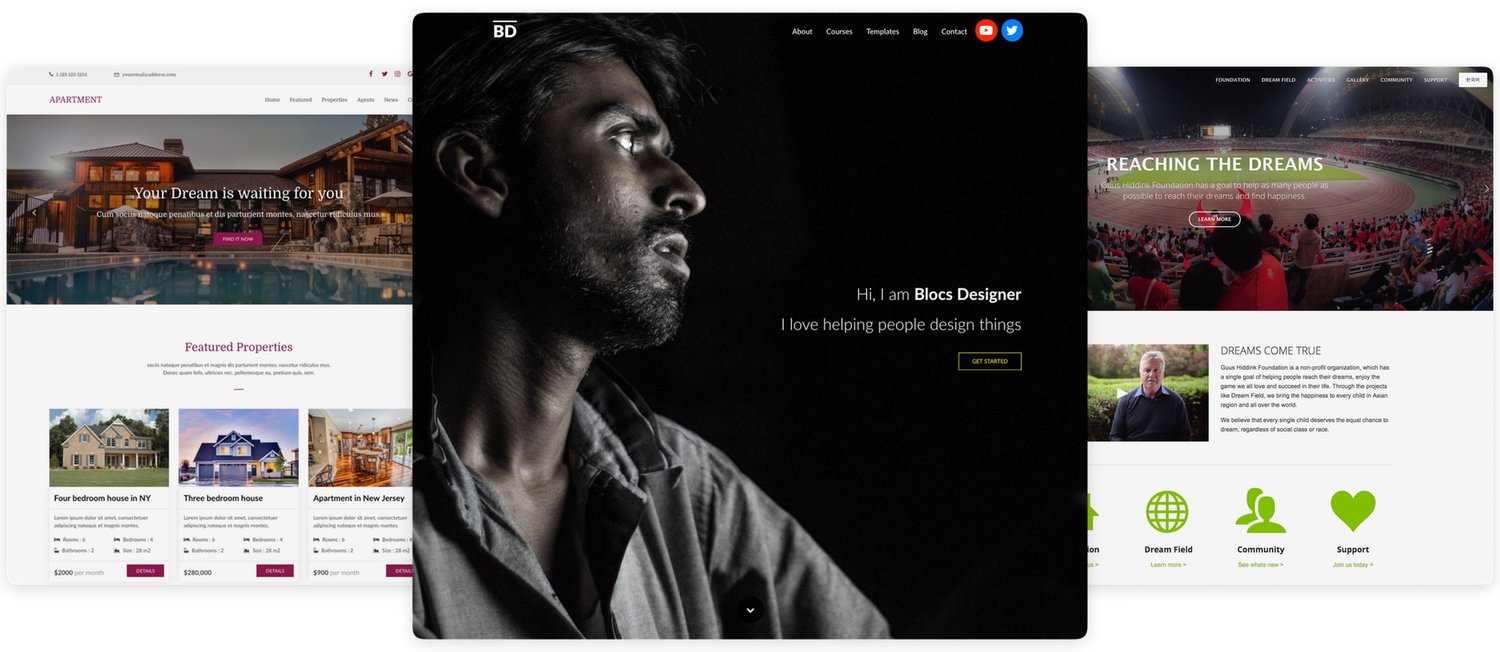 1-123-123-1234
youremail@address.com
APARTMENT
Home Featured Properties Agents News
Your Dream is waiting for you
Cum sociis natoque penatibus et dis parturient montes, nascetur ridiculus mus.
FIND IT NOW
Featured Properties
sociis natoque penatibus et magnis dis parturient montes, nascetur ridiculus mus.
Donec quam felis, ultricies nec, pellentesque eu, pretium quis, sem.
Four bedroom house in NY
Lorem ipsum dolor sit amet, consectetuer
adipiscing natoque et magnis montes.
Rooms : 6 Bedrooms : 4
Bathrooms : 2 Size : 28 m2
$2000 per month DETAILS
Three bedroom house
Lorem ipsum dolor sit amet, consectetuer
adipiscing natoque et magnis montes.
Rooms : 6 Bedrooms : 4
Bathrooms : 2 Size : 28 m2
$280,000 DETAILS
Apartment in New Jersey
Lorem ipsum dolor sit amet, consectetuer
adipiscing natoque et magnis montes.
Rooms : 6 Bedrooms : 4
Bathrooms : 2 Size : 28 m2
$900 per month DETAILS
BD
About Courses Templates Blog Contact
Hi, I am Blocs Designer
I love helping people design things
GET STARTED
FOUNDATION DREAM FIELD ACTIVITIES GALLERY COMMUNITY SUPPORT 한국어
REACHING THE DREAMS
Guus Hiddink Foundation has a goal to help as many people as
possible to reach their dreams and find happiness.
LEARN MORE
DREAMS COME TRUE
Guus Hiddink Foundation is a non-profit organization, which has
a single goal of helping people reach their dreams, enjoy the
game we all love and succeed in their life. Through the projects
like Dream Field, we bring the happiness to every child in Asian
region and all over the world.
We believe that every single child deserves the equal chance to
dream, regardless of social class or race.
Dream Field
Learn more >
Community
See whats new >
Support
Join us today >